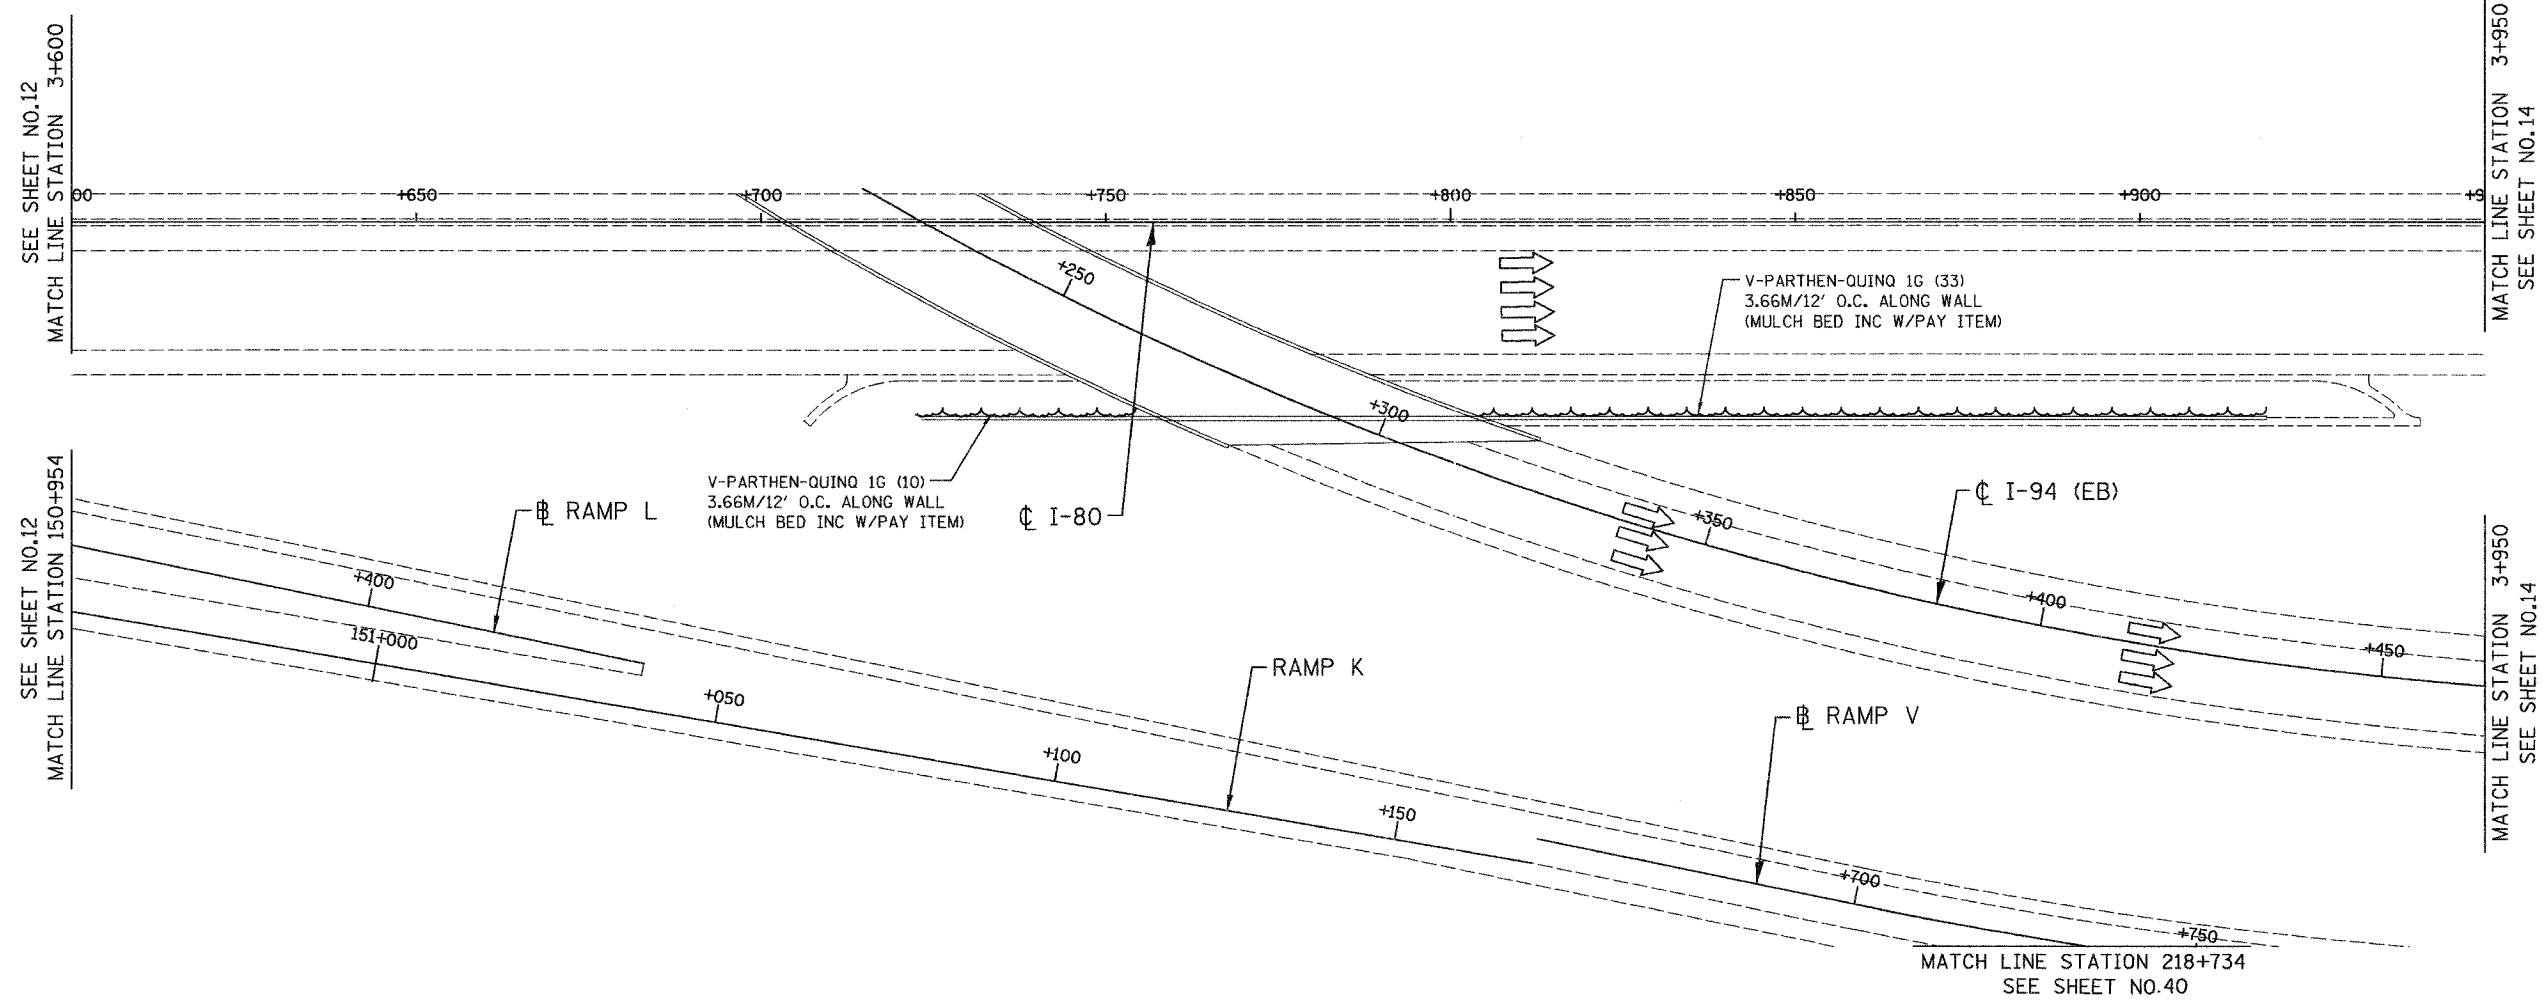 SEE SHEET NO.12
MATCH LINE STATION 3+600
MATCH LINE STATION 3+950
SEE SHEET NO.14
00
+650
+700
+750
+800
+850
+900
+9
+250
V-PARTHEN-QUINQ 1G (33)
3.66M/12' O.C. ALONG WALL
(MULCH BED INC W/PAY ITEM)
+300
V-PARTHEN-QUINQ 1G (10)
3.66M/12' O.C. ALONG WALL
(MULCH BED INC W/PAY ITEM)
℄ I-80
℄ I-94 (EB)
SEE SHEET NO.12
MATCH LINE STATION 150+954
BL RAMP L
+350
+400
+400
151+000
+450
RAMP K
+050
BL RAMP V
+100
+150
+700
+750
MATCH LINE STATION 3+950
SEE SHEET NO.14
MATCH LINE STATION 218+734
SEE SHEET NO.40